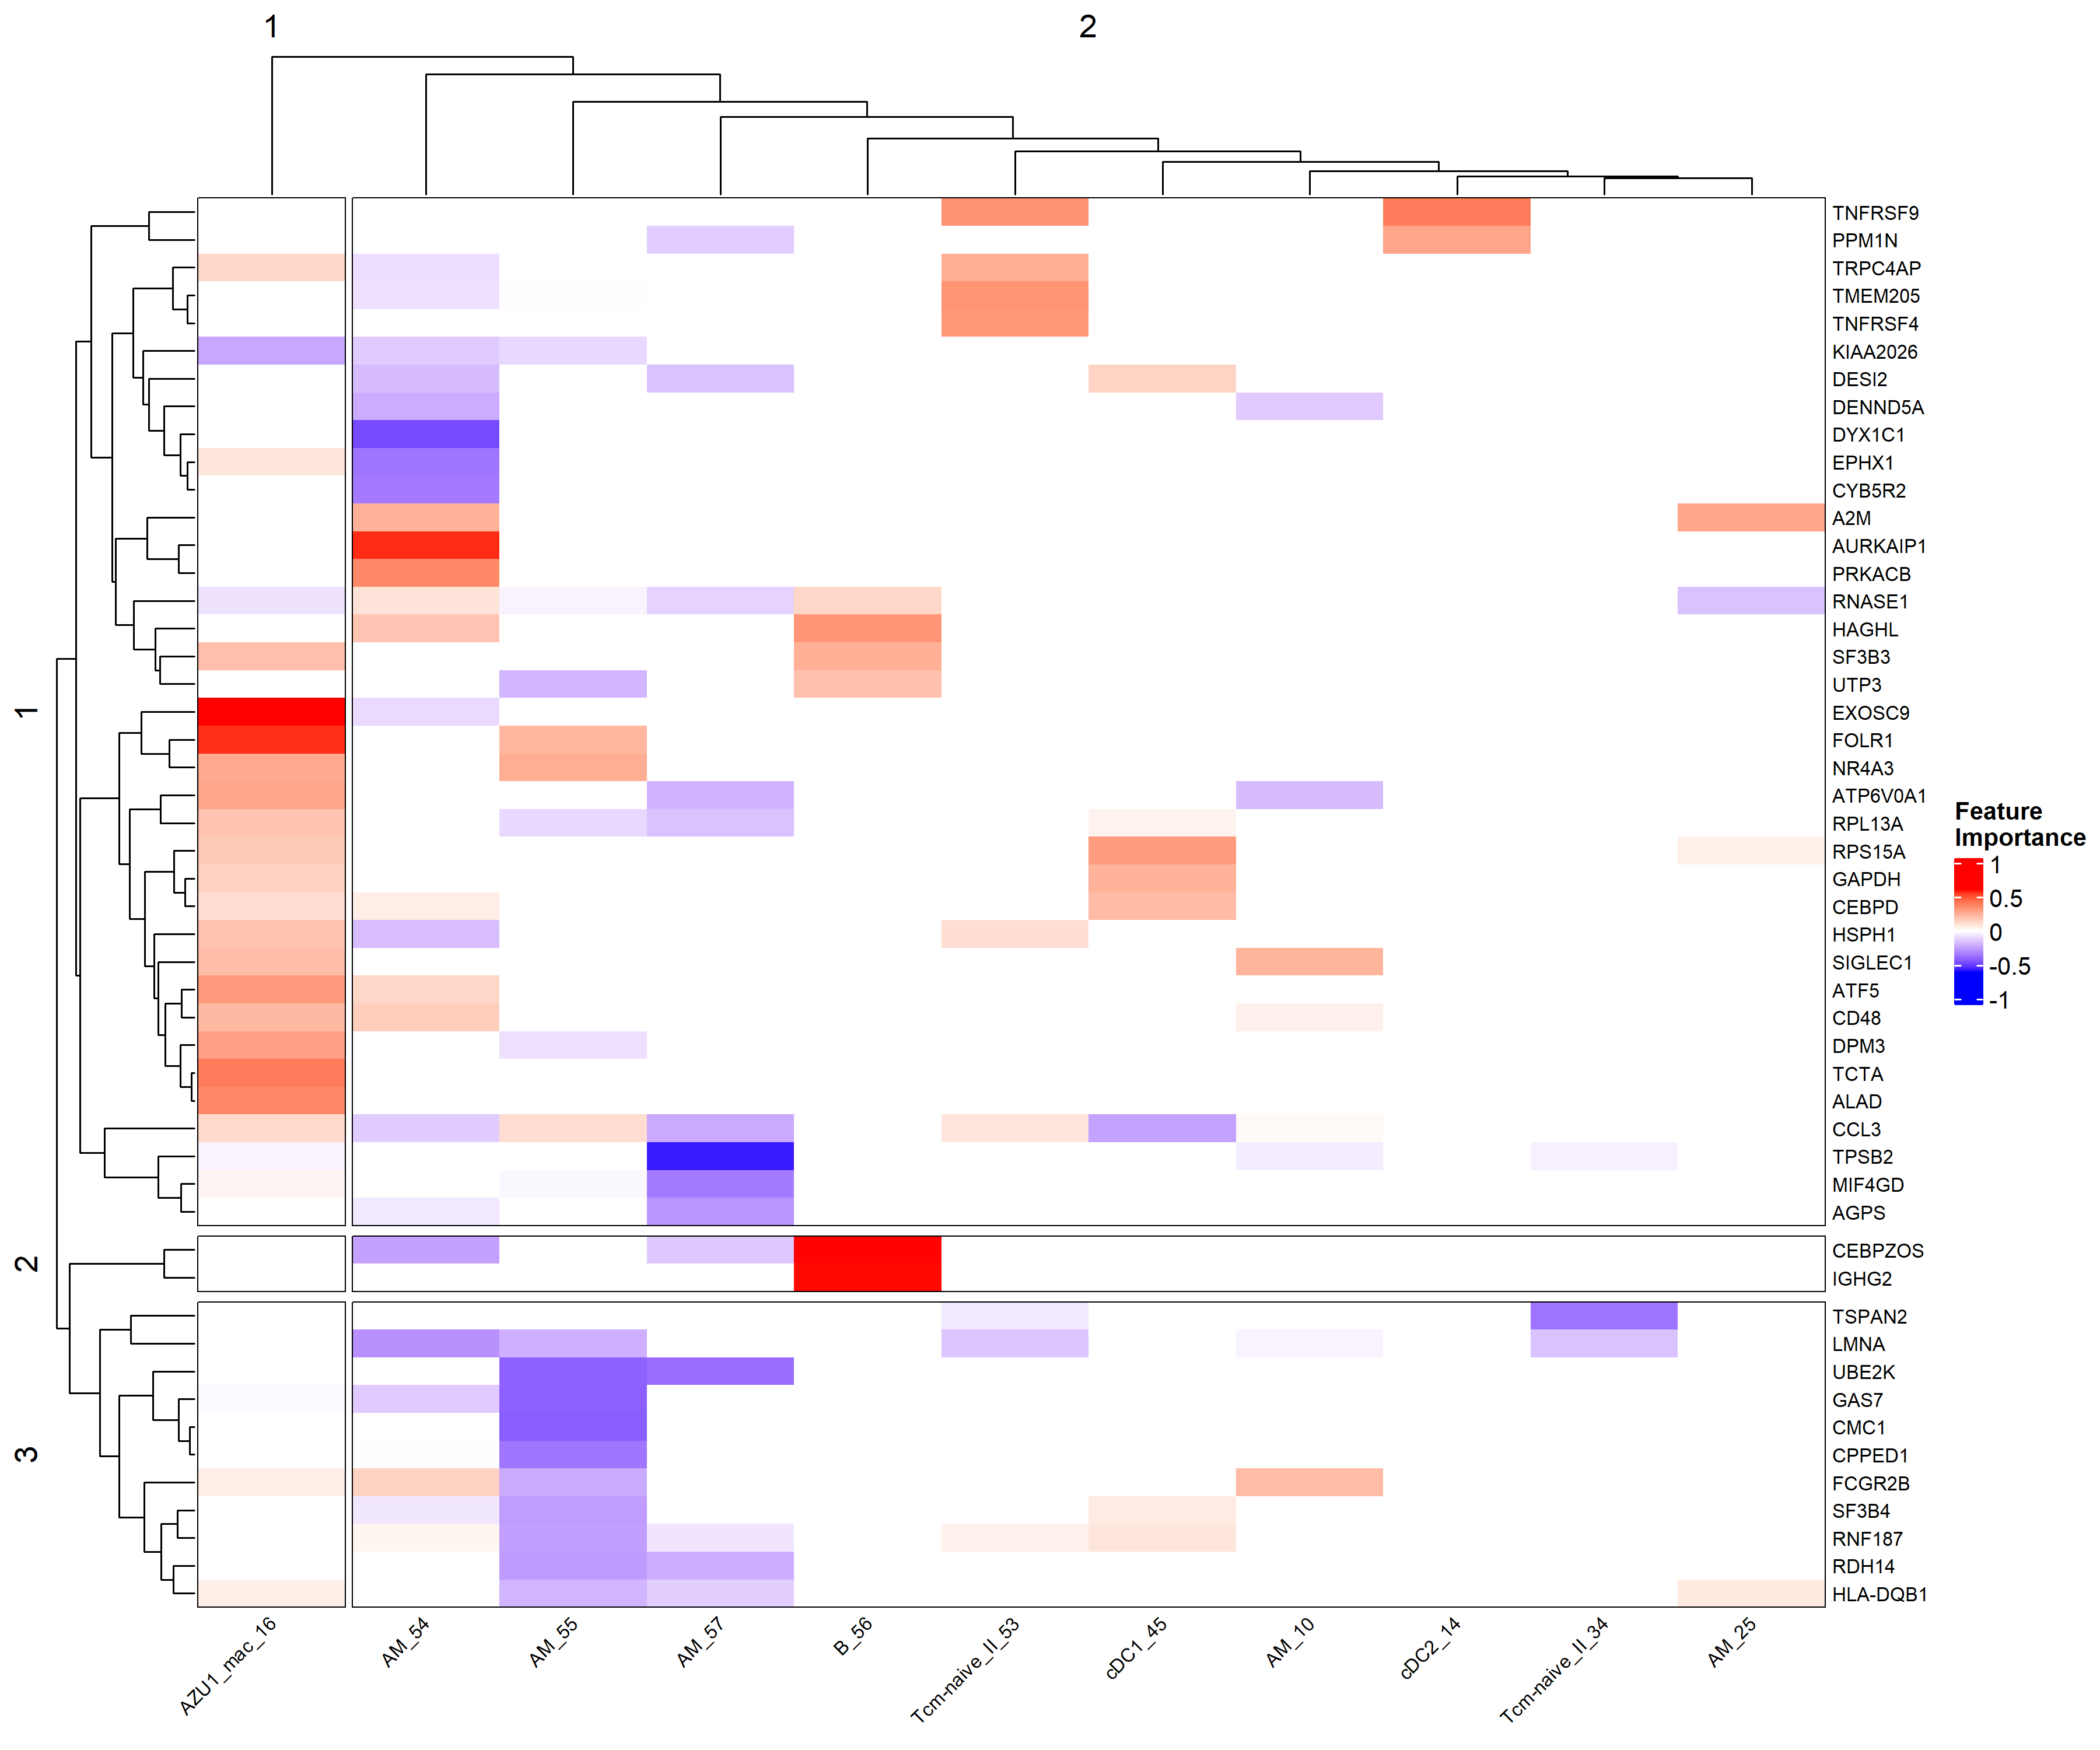 1
2
TNFRSF9
PPM1N
TRPC4AP
TMEM205
TNFRSF4
KIAA2026
DESI2
DENND5A
DYX1C1
EPHX1
CYB5R2
A2M
AURKAIP1
PRKACB
RNASE1
HAGHL
SF3B3
UTP3
EXOSC9
FOLR1
NR4A3
ATP6V0A1
RPL13A
RPS15A
GAPDH
CEBPD
HSPH1
SIGLEC1
ATF5
CD48
DPM3
TCTA
ALAD
CCL3
TPSB2
MIF4GD
AGPS
CEBPZOS
IGHG2
TSPAN2
LMNA
UBE2K
GAS7
CMC1
CPPED1
FCGR2B
SF3B4
RNF187
RDH14
HLA-DQB1
1
2
3
Feature
Importance
1
0.5
0
-0.5
-1
AZU1_mac_16
AM_54
AM_55
AM_57
B_56
Tcm-naive_II_53
cDC1_45
AM_10
cDC2_14
Tcm-naive_II_34
AM_25